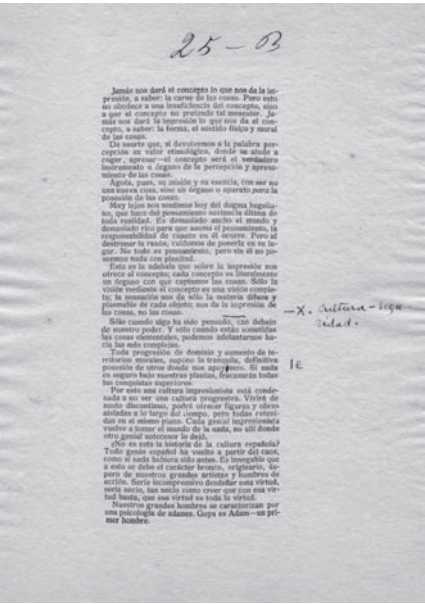 25 - B
Jamás nos dará el concepto lo que nos da la im-
presión, a saber: la carne de las cosas. Pero esto
no obedece a una insuficiencia del concepto, sino
a que el concepto no pretende tal menester. Ja-
más nos dará la impresión lo que nos da el con-
cepto, a saber: la forma, el sentido físico y moral
de las cosas.
De suerte que, si devolvemos a la palabra per-
cepción su valor etimológico, donde se alude a
coger, apresar—el concepto será el verdadero
instrumento u órgano de la percepción y apresa-
miento de las cosas.
Agota, pues, su misión y su esencia, con ser no
una nueva cosa, sino un órgano o aparato para la
posesión de las cosas.
Muy lejos nos sentimos hoy del dogma hegelia-
no, que hace del pensamiento sustancia última de
toda realidad. Es demasiado ancho el mundo y
demasiado rico para que asuma el pensamiento, la
responsabilidad de cuanto en él ocurre. Pero al
destronar la razón, cuidemos de ponerla en su lu-
gar. No todo es pensamiento, pero sin él no po-
seemos nada con plenitud.
Esta es la adehala que sobre la impresión nos
ofrece el concepto; cada concepto es literalmente
un órgano con que captamos las cosas. Sólo la
visión mediante el concepto es una visión comple-
ta; la sensación nos da sólo la materia difusa y
plasmable de cada objeto; nos da la impresión de
las cosas, no las cosas.
—X. Cultura – segu
ridad.
Sólo cuando algo ha sido pensado, cae debajo
de nuestro poder. Y sólo cuando están sometidas
las cosas elementales, podemos adelantarnos ha-
cia las más complejas.
Toda progresión de dominio y aumento de te-
rritorios morales, supone la tranquila, definitiva
posesión de otros donde nos apoyemos. Si nada
es seguro bajo nuestras plantas, fracasarán todas
las conquistas superiores.
Por esto una cultura impresionista está conde-
nada a no ser una cultura progresiva. Vivirá de
modo discontinuo, podrá ofrecer figuras y obras
aisladas a lo largo del tiempo, pero todas reteni-
das en el mismo plano. Cada genial impresionista
vuelve a tomar el mundo de la nada, no allí donde
otro genial antecesor lo dejó.
¿No es esta la historia de la cultura española?
Todo genio español ha vuelto a partir del caos,
como si nada hubiera sido antes. Es innegable que
a esto se debe el carácter bronco, originario, ás-
pero de nuestros grandes artistas y hombres de
acción. Sería incomprensivo desdeñar esta virtud,
sería necio, tan necio como creer que con esa vir-
tud basta, que esa virtud es toda la virtud.
Nuestros grandes hombres se caracterizan por
una psicología de adanes. Goya es Adam—un pri-
mer hombre.